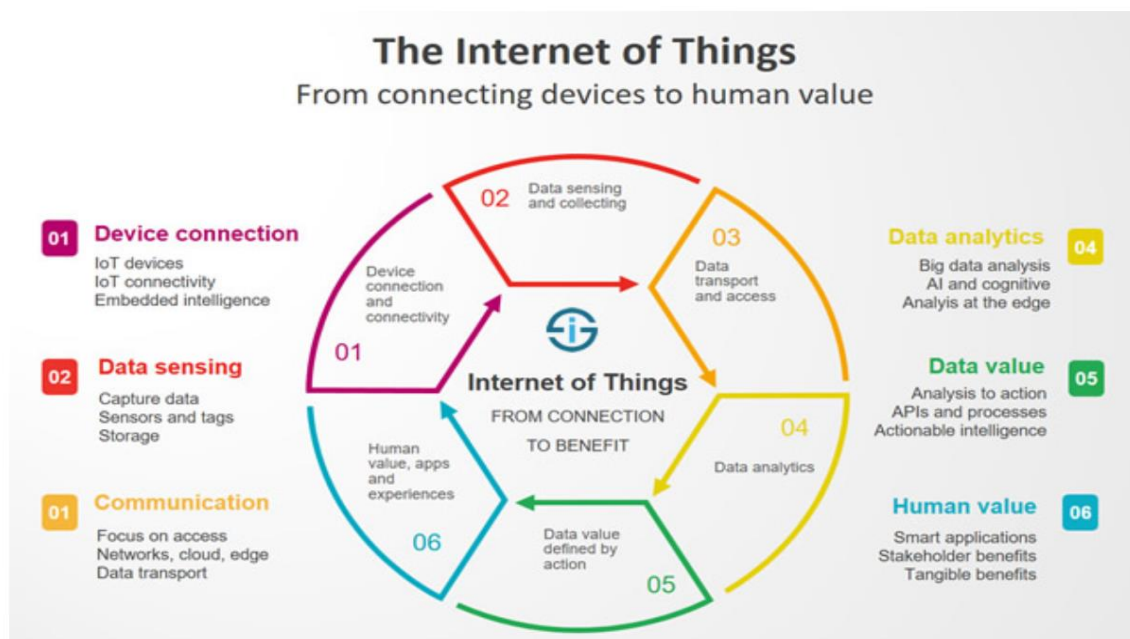 The Internet of Things
From connecting devices to human value
01 Device connection
IoT devices
IoT connectivity
Embedded intelligence
02 Data sensing
Capture data
Sensors and tags
Storage
01 Communication
Focus on access
Networks, cloud, edge
Data transport
Device
connection
and
connectivity
01
02
Data sensing
and collecting
03
Data
transport
and access
04
Data analytics
Data value
defined by
action
05
Human
value, apps
and
experiences
06
SiG
Internet of Things
FROM CONNECTION
TO BENEFIT
Data analytics 04
Big data analysis
AI and cognitive
Analyis at the edge
Data value 05
Analysis to action
APIs and processes
Actionable intelligence
Human value 06
Smart applications
Stakeholder benefits
Tangible benefits